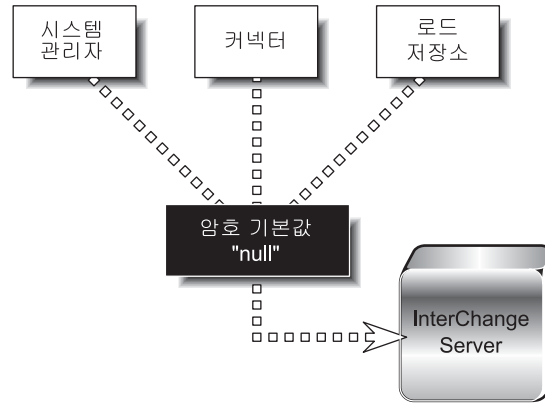 시스템
관리자
커넥터
로드
저장소
암호 기본값
"null"
InterChange
Server